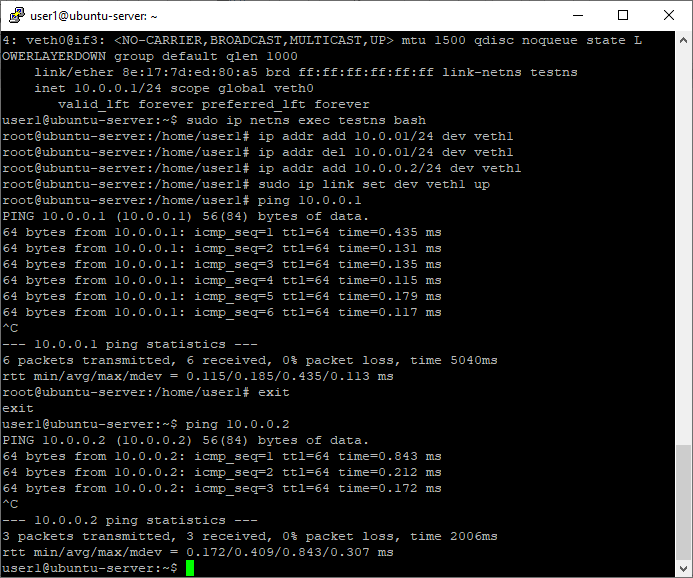 user1@ubuntu-server: ~
4: veth0@if3: <NO-CARRIER,BROADCAST,MULTICAST,UP> mtu 1500 qdisc noqueue state L
OWERLAYERDOWN group default qlen 1000
link/ether 8e:17:7d:ed:80:a5 brd ff:ff:ff:ff:ff:ff link-netns testns
inet 10.0.0.1/24 scope global veth0
valid_lft forever preferred_lft forever
user1@ubuntu-server:~$ sudo ip netns exec testns bash
root@ubuntu-server:/home/user1# ip addr add 10.0.01/24 dev veth1
root@ubuntu-server:/home/user1# ip addr del 10.0.01/24 dev veth1
root@ubuntu-server:/home/user1# ip addr add 10.0.0.2/24 dev veth1
root@ubuntu-server:/home/user1# sudo ip link set dev veth1 up
root@ubuntu-server:/home/user1# ping 10.0.0.1
PING 10.0.0.1 (10.0.0.1) 56(84) bytes of data.
64 bytes from 10.0.0.1: icmp_seq=1 ttl=64 time=0.435 ms
64 bytes from 10.0.0.1: icmp_seq=2 ttl=64 time=0.131 ms
64 bytes from 10.0.0.1: icmp_seq=3 ttl=64 time=0.135 ms
64 bytes from 10.0.0.1: icmp_seq=4 ttl=64 time=0.115 ms
64 bytes from 10.0.0.1: icmp_seq=5 ttl=64 time=0.179 ms
64 bytes from 10.0.0.1: icmp_seq=6 ttl=64 time=0.117 ms
^C
--- 10.0.0.1 ping statistics ---
6 packets transmitted, 6 received, 0% packet loss, time 5040ms
rtt min/avg/max/mdev = 0.115/0.185/0.435/0.113 ms
root@ubuntu-server:/home/user1# exit
exit
user1@ubuntu-server:~$ ping 10.0.0.2
PING 10.0.0.2 (10.0.0.2) 56(84) bytes of data.
64 bytes from 10.0.0.2: icmp_seq=1 ttl=64 time=0.843 ms
64 bytes from 10.0.0.2: icmp_seq=2 ttl=64 time=0.212 ms
64 bytes from 10.0.0.2: icmp_seq=3 ttl=64 time=0.172 ms
^C
--- 10.0.0.2 ping statistics ---
3 packets transmitted, 3 received, 0% packet loss, time 2006ms
rtt min/avg/max/mdev = 0.172/0.409/0.843/0.307 ms
user1@ubuntu-server:~$